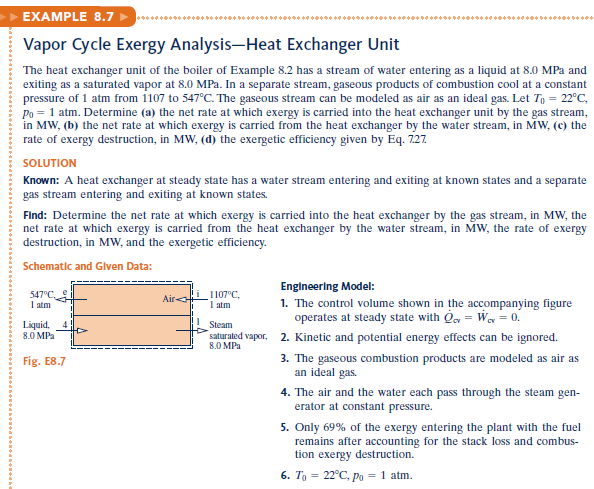 EXAMPLE 8.7
Vapor Cycle Exergy Analysis—Heat Exchanger Unit
The heat exchanger unit of the boiler of Example 8.2 has a stream of water entering as a liquid at 8.0 MPa and
exiting as a saturated vapor at 8.0 MPa. In a separate stream, gaseous products of combustion cool at a constant
pressure of 1 atm from 1107 to 547°C. The gaseous stream can be modeled as air as an ideal gas. Let T₀ = 22°C,
p₀ = 1 atm. Determine (a) the net rate at which exergy is carried into the heat exchanger unit by the gas stream,
in MW, (b) the net rate at which exergy is carried from the heat exchanger by the water stream, in MW, (c) the
rate of exergy destruction, in MW, (d) the exergetic efficiency given by Eq. 7.27.
SOLUTION
Known: A heat exchanger at steady state has a water stream entering and exiting at known states and a separate
gas stream entering and exiting at known states.
Find: Determine the net rate at which exergy is carried into the heat exchanger by the gas stream, in MW, the
net rate at which exergy is carried from the heat exchanger by the water stream, in MW, the rate of exergy
destruction, in MW, and the exergetic efficiency.
Schematic and Given Data:
547°C, e
1 atm
Air
i 1107°C,
1 atm
Liquid, 4
8.0 MPa
1 Steam
saturated vapor,
8.0 MPa
Fig. E8.7
Engineering Model:
1. The control volume shown in the accompanying figure
operates at steady state with Q̇cv = Ẇcv = 0.
2. Kinetic and potential energy effects can be ignored.
3. The gaseous combustion products are modeled as air as
an ideal gas.
4. The air and the water each pass through the steam gen-
erator at constant pressure.
5. Only 69% of the exergy entering the plant with the fuel
remains after accounting for the stack loss and combus-
tion exergy destruction.
6. T₀ = 22°C, p₀ = 1 atm.